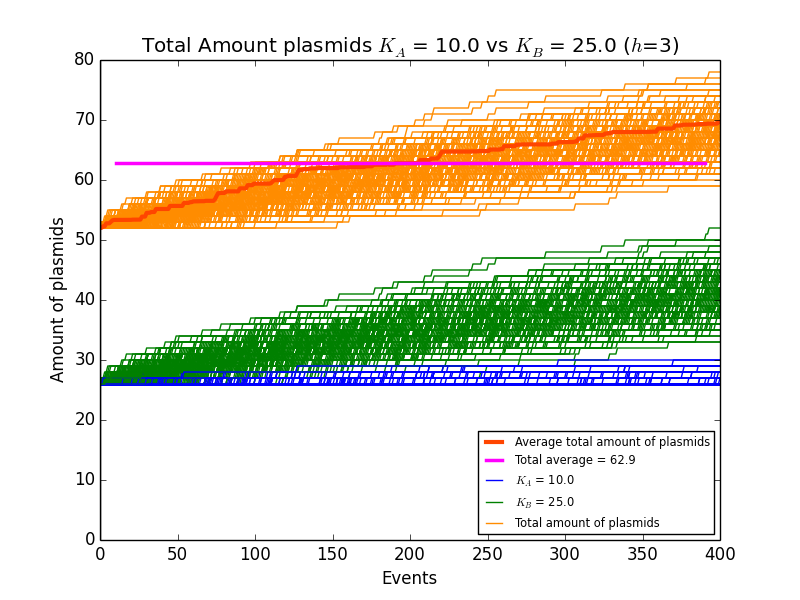 Total Amount plasmids K_A = 10.0 vs K_B = 25.0 (h=3)
80
70
60
50
40
30
20
10
0
Amount of plasmids
Average total amount of plasmids
Total average = 62.9
K_A = 10.0
K_B = 25.0
Total amount of plasmids
0 50 100 150 200 250 300 350 400
Events